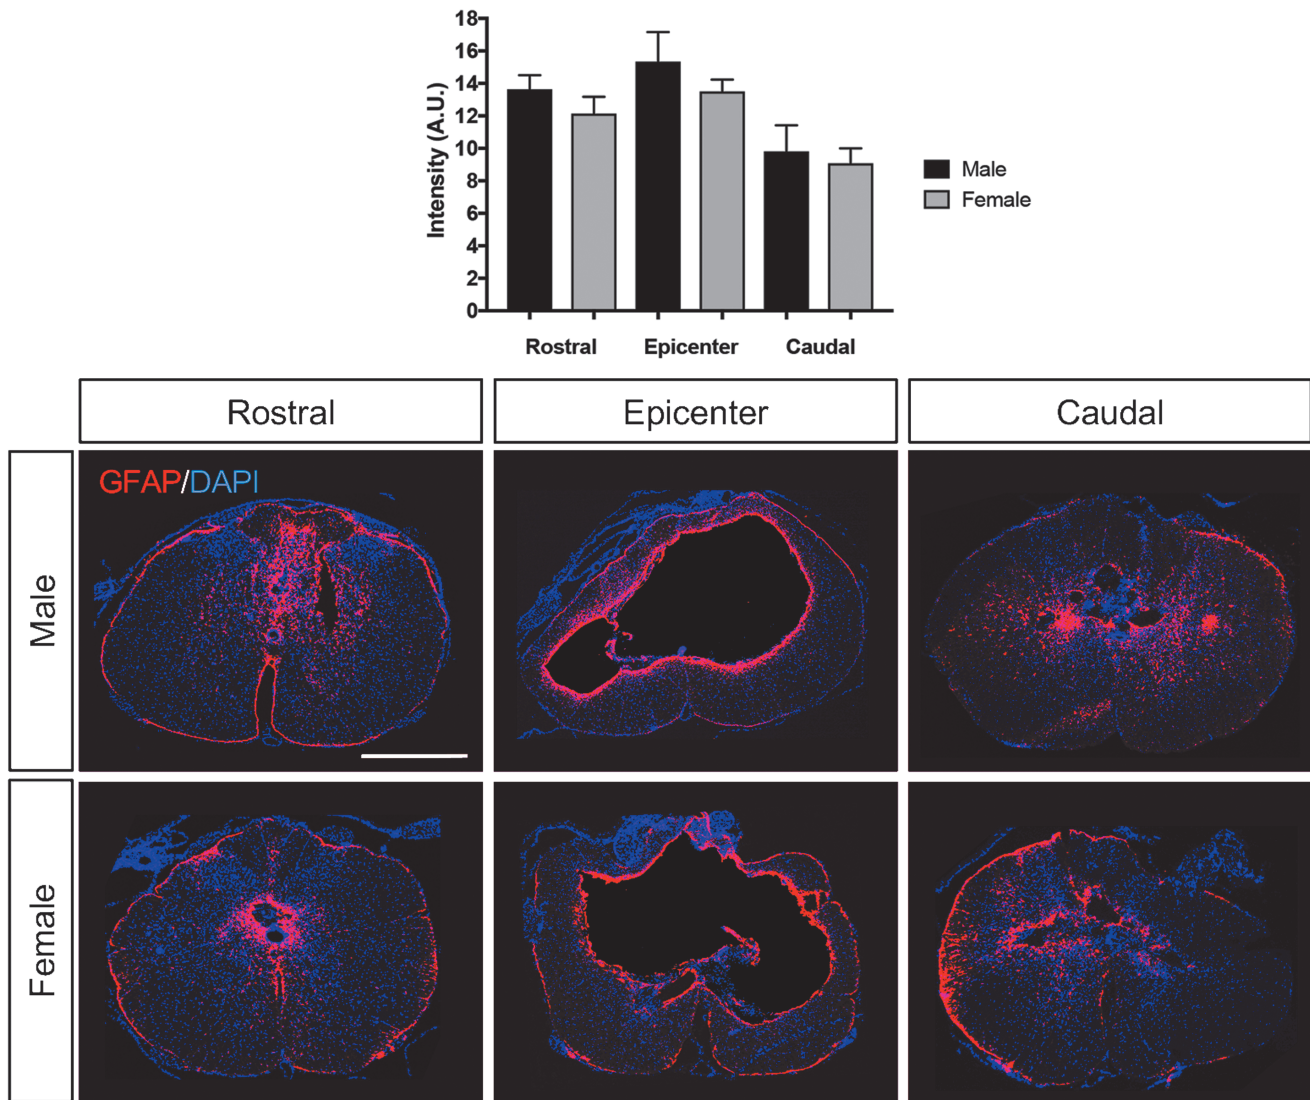 18
16
14
12
10
8
6
4
2
0
Intensity (A.U.)
Rostral Epicenter Caudal
Male
Female
Rostral Epicenter Caudal
Male
GFAP/DAPI
Female